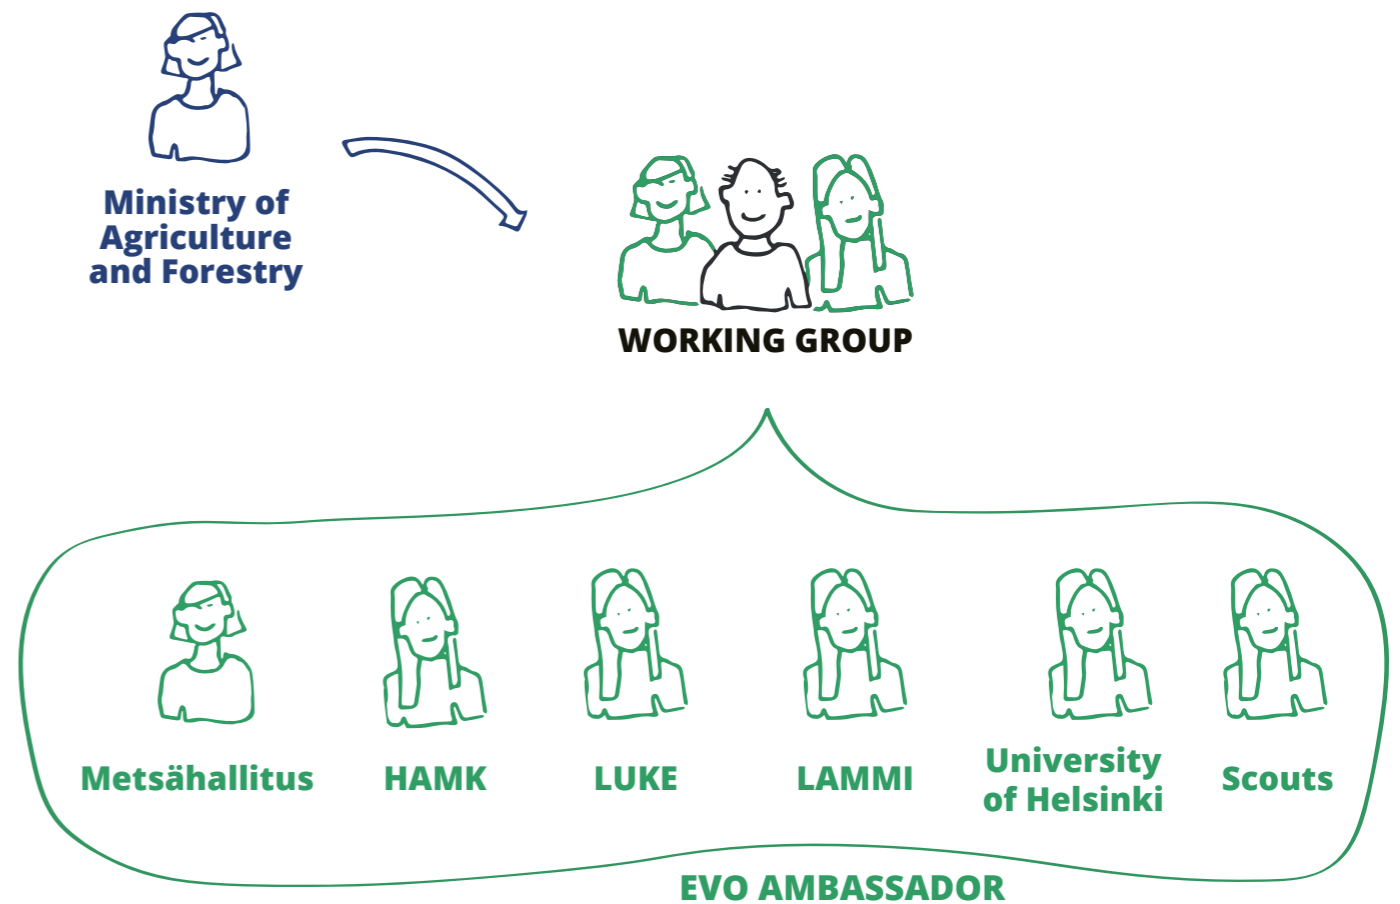 Ministry of
Agriculture
and Forestry
WORKING GROUP
Metsähallitus
HAMK
LUKE
LAMMI
University
of Helsinki
Scouts
EVO AMBASSADOR